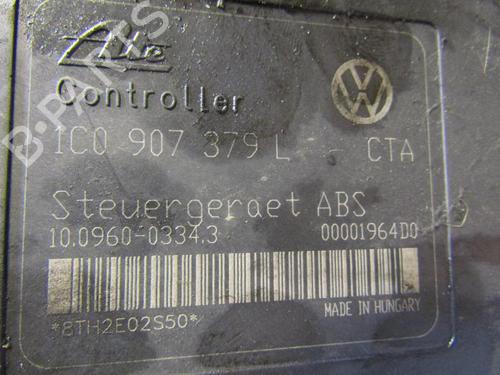 Ate
Controller
1C0 907 379 L CTA
Steuergeraet ABS
10.0960-0334.3 00001964D0
MADE IN HUNGARY
*8TH2E02S50*
B-PARTS